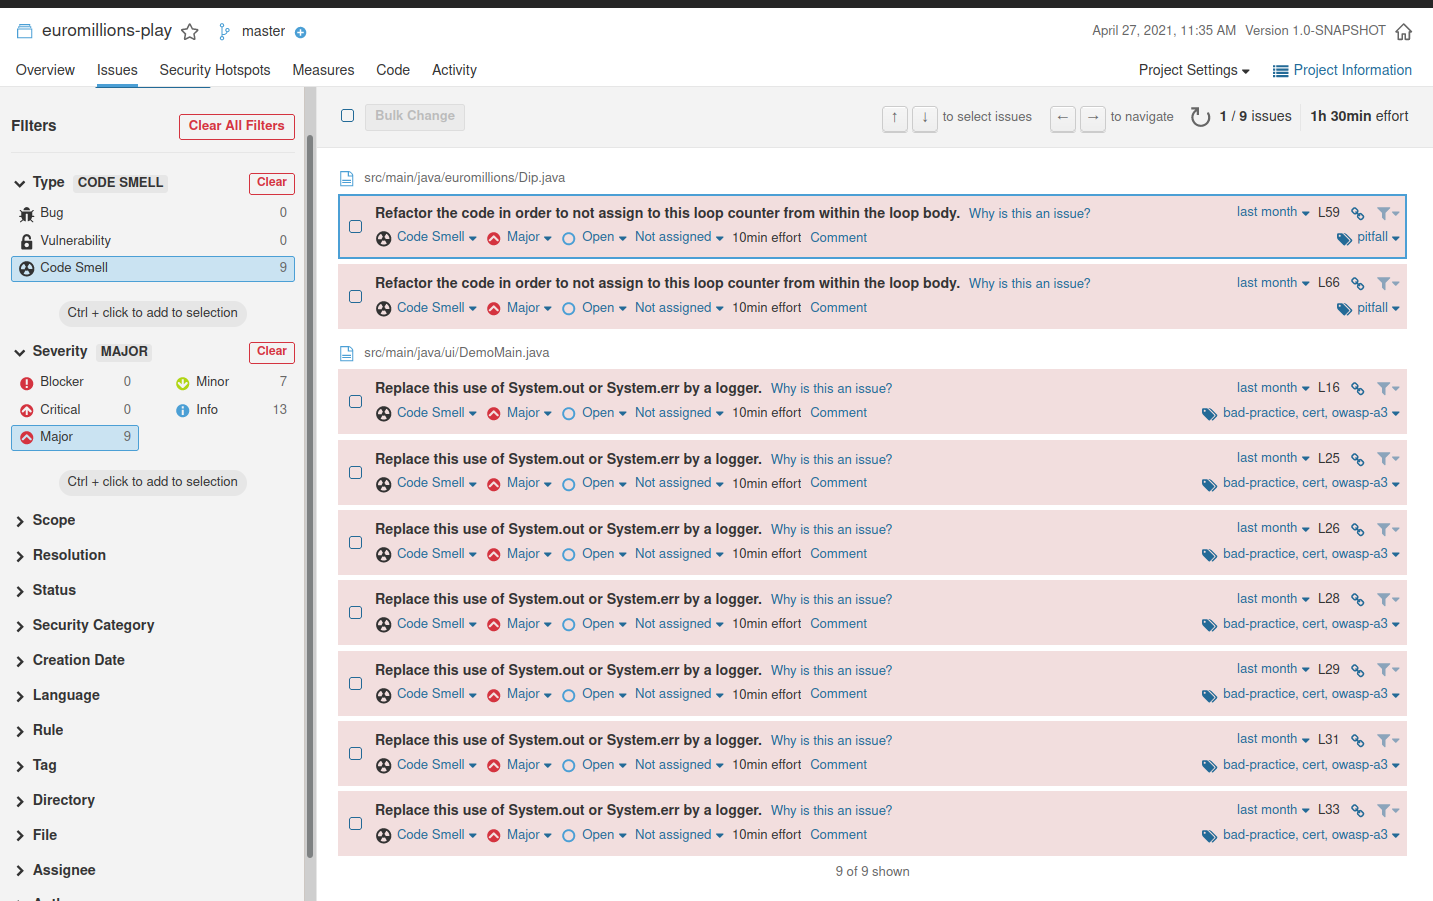 euromillions-play master April 27, 2021, 11:35 AM Version 1.0-SNAPSHOT
Overview Issues Security Hotspots Measures Code Activity Project Settings Project Information
Filters Clear All Filters
Bulk Change ↑ ↓ to select issues ← → to navigate 1 / 9 issues 1h 30min effort
Type CODE SMELL Clear
Bug 0
Vulnerability 0
Code Smell 9
Ctrl + click to add to selection
Severity MAJOR Clear
Blocker 0 Minor 7
Critical 0 Info 13
Major 9
Ctrl + click to add to selection
Scope
Resolution
Status
Security Category
Creation Date
Language
Rule
Tag
Directory
File
Assignee
src/main/java/euromillions/Dip.java
Refactor the code in order to not assign to this loop counter from within the loop body. Why is this an issue? last month L59
Code Smell Major Open Not assigned 10min effort Comment pitfall
Refactor the code in order to not assign to this loop counter from within the loop body. Why is this an issue? last month L66
Code Smell Major Open Not assigned 10min effort Comment pitfall
src/main/java/ui/DemoMain.java
Replace this use of System.out or System.err by a logger. Why is this an issue? last month L16
Code Smell Major Open Not assigned 10min effort Comment bad-practice, cert, owasp-a3
Replace this use of System.out or System.err by a logger. Why is this an issue? last month L25
Code Smell Major Open Not assigned 10min effort Comment bad-practice, cert, owasp-a3
Replace this use of System.out or System.err by a logger. Why is this an issue? last month L26
Code Smell Major Open Not assigned 10min effort Comment bad-practice, cert, owasp-a3
Replace this use of System.out or System.err by a logger. Why is this an issue? last month L28
Code Smell Major Open Not assigned 10min effort Comment bad-practice, cert, owasp-a3
Replace this use of System.out or System.err by a logger. Why is this an issue? last month L29
Code Smell Major Open Not assigned 10min effort Comment bad-practice, cert, owasp-a3
Replace this use of System.out or System.err by a logger. Why is this an issue? last month L31
Code Smell Major Open Not assigned 10min effort Comment bad-practice, cert, owasp-a3
Replace this use of System.out or System.err by a logger. Why is this an issue? last month L33
Code Smell Major Open Not assigned 10min effort Comment bad-practice, cert, owasp-a3
9 of 9 shown